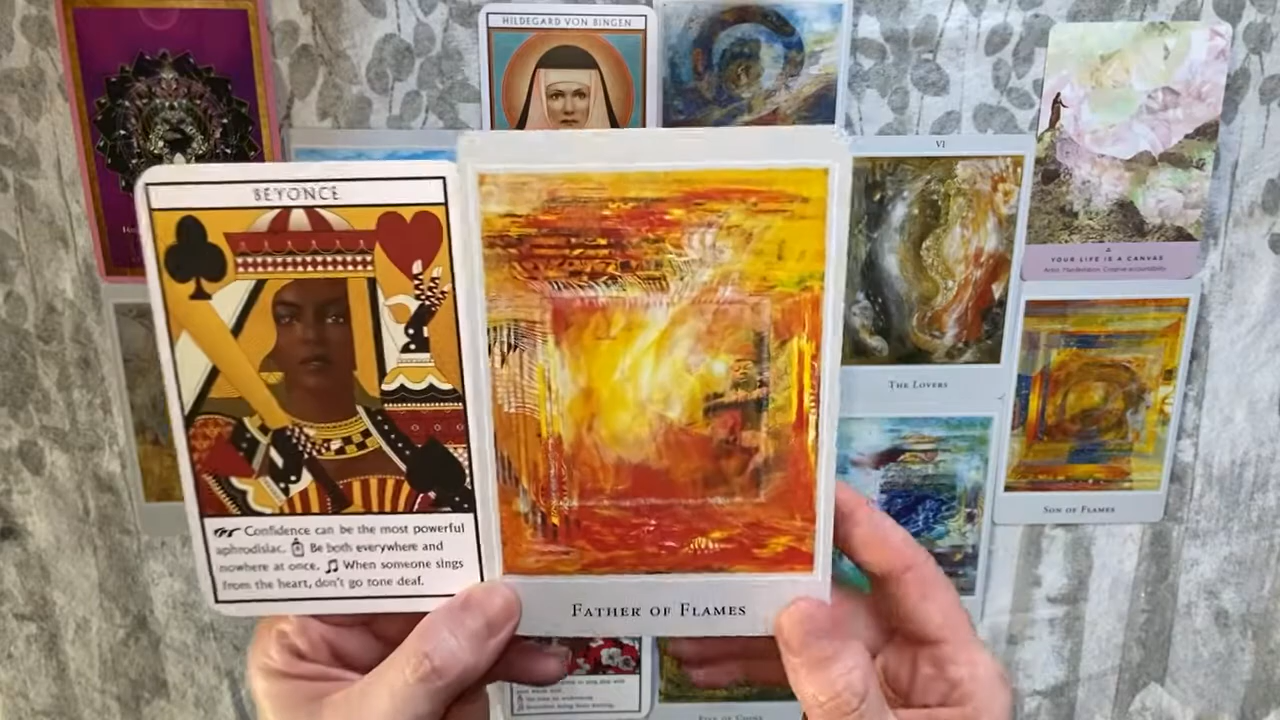 HILDEGARD VON BINGEN
VI
BEYONCE
YOUR LIFE IS A CANVAS
Artist. Manifestation. Creative accountability.
THE LOVERS
SON OF FLAMES
Confidence can be the most powerful
aphrodisiac. Be both everywhere and
nowhere at once. When someone sings
from the heart, don't go tone deaf.
FATHER OF FLAMES